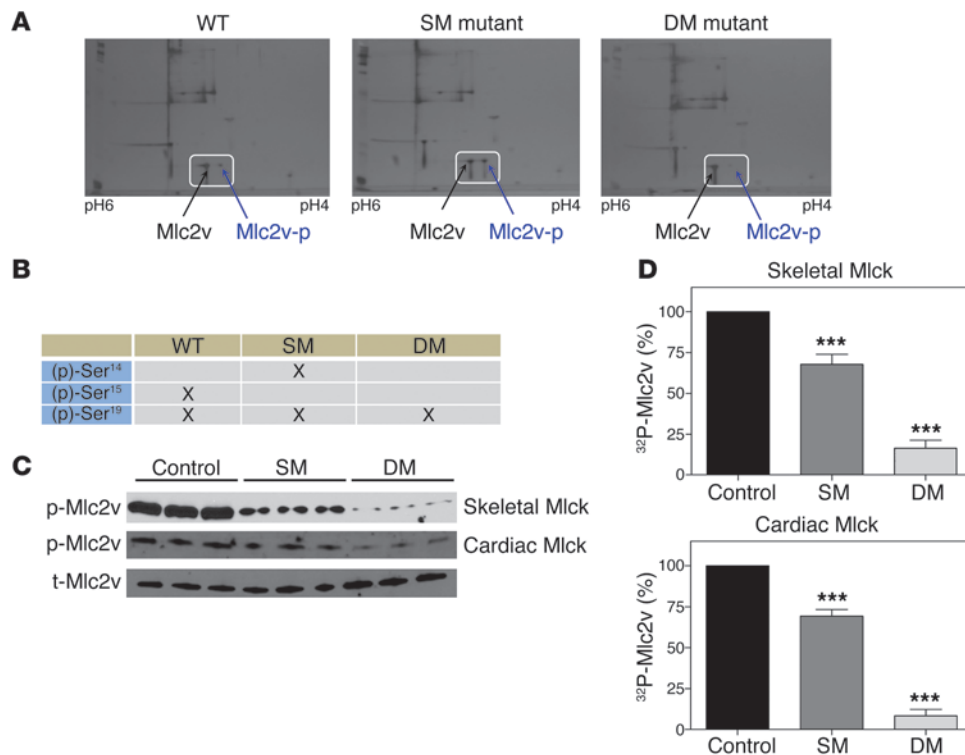 A
WT
SM mutant
DM mutant
pH6
pH4
pH6
pH4
pH6
pH4
Mlc2v
Mlc2v-p
Mlc2v
Mlc2v-p
Mlc2v
Mlc2v-p
B
WT SM DM
(p)-Ser¹⁴ X
(p)-Ser¹⁵ X
(p)-Ser¹⁹ X X X
C
Control SM DM
p-Mlc2v Skeletal Mlck
p-Mlc2v Cardiac Mlck
t-Mlc2v
D
Skeletal Mlck
³²P-Mlc2v (%)
100
75
50
25
0
***
***
Control SM DM
Cardiac Mlck
³²P-Mlc2v (%)
100
75
50
25
0
***
***
Control SM DM